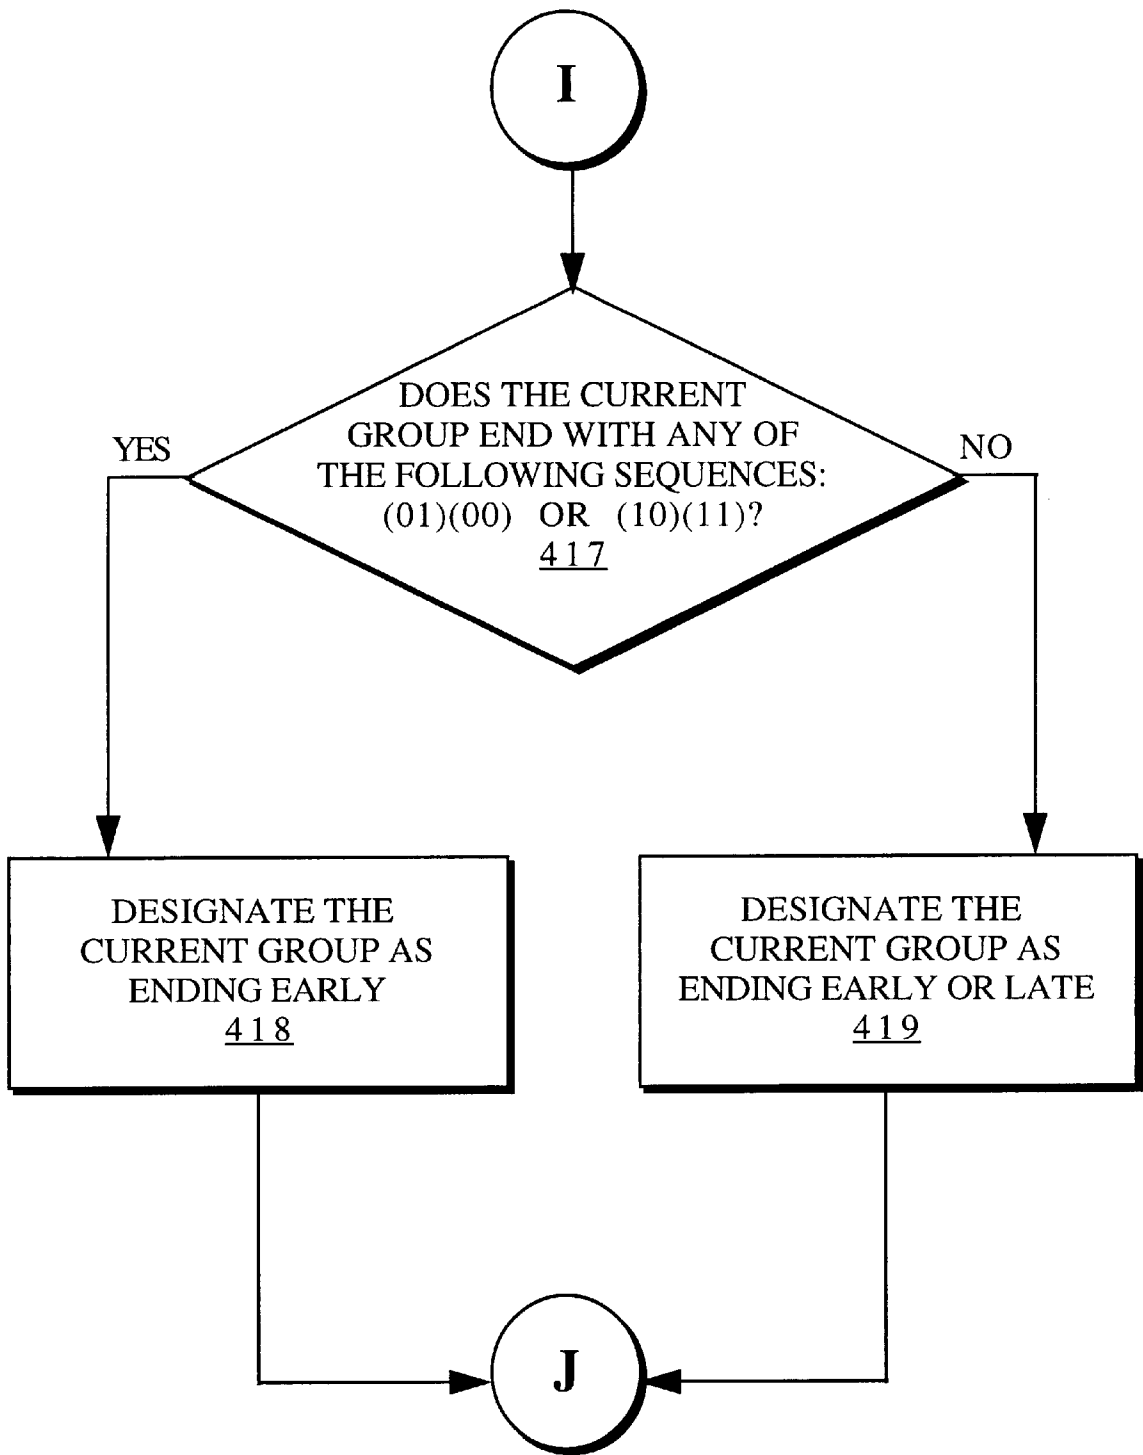 I
DOES THE CURRENT
GROUP END WITH ANY OF
THE FOLLOWING SEQUENCES:
(01)(00) OR (10)(11)?
417
YES
NO
DESIGNATE THE
CURRENT GROUP AS
ENDING EARLY
418
DESIGNATE THE
CURRENT GROUP AS
ENDING EARLY OR LATE
419
J